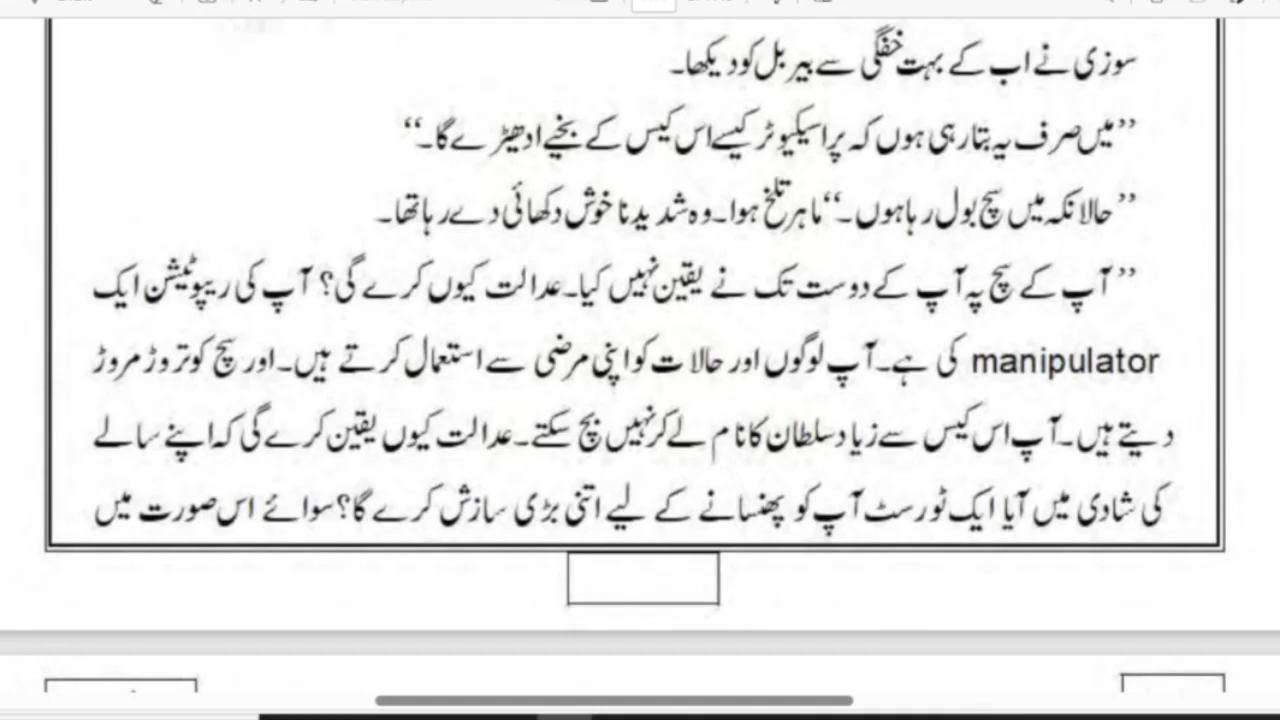 سوزی نے اب کے بہت خفگی سے بیربل کو دیکھا۔
’’میں صرف یہ بتا رہی ہوں کہ پراسیکیوٹر کیسے اس کیس کے بخیے ادھیڑے گا۔‘‘
’’حالانکہ میں سچ بول رہا ہوں۔‘‘ ماہر تلخ ہوا۔ وہ شدید ناخوش دکھائی دے رہا تھا۔
’’آپ کے سچ پہ آپ کے دوست تک نے یقین نہیں کیا۔ عدالت کیوں کرے گی؟ آپ کی ریپوٹیشن ایک
manipulator کی ہے۔ آپ لوگوں اور حالات کو اپنی مرضی سے استعمال کرتے ہیں۔ اور سچ کو تروڑ مروڑ
دیتے ہیں۔ آپ اس کیس سے زیاد سلطان کا نام لے کر نہیں بچ سکتے۔ عدالت کیوں یقین کرے گی کہ اپنے سالے
کی شادی میں آیا ایک ٹورسٹ آپ کو پھنسانے کے لیے اتنی بڑی سازش کرے گا؟ سوائے اس صورت میں